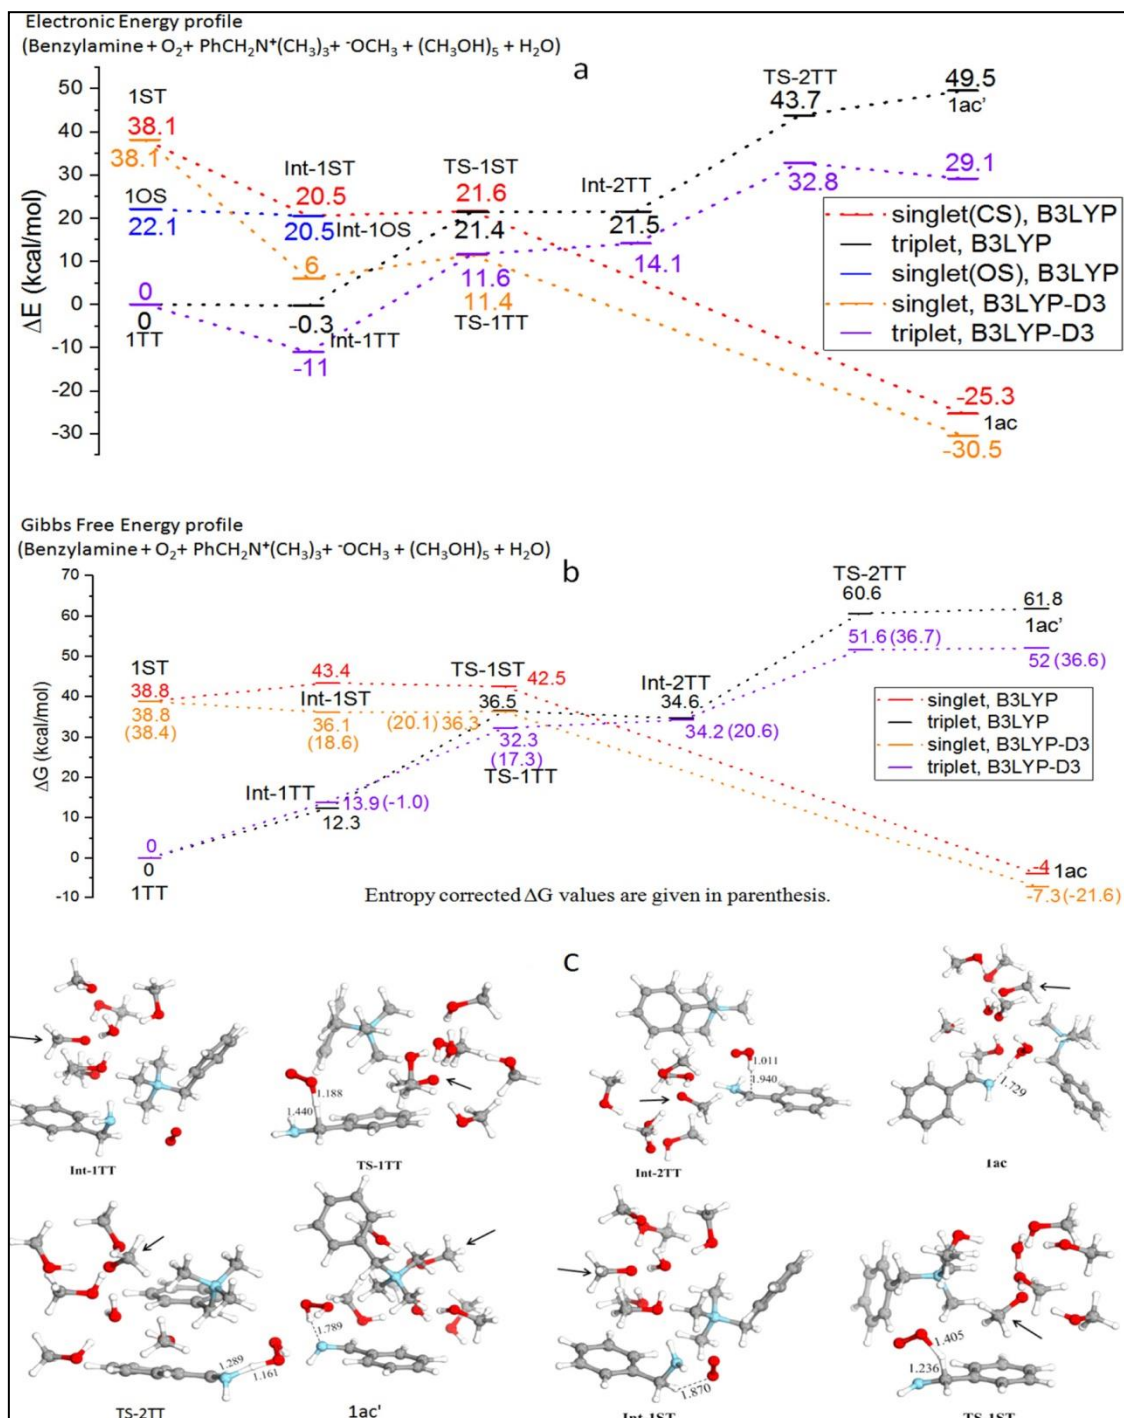 Electronic Energy profile
(Benzylamine + O₂+ PhCH₂N⁺(CH₃)₃+ ⁻OCH₃ + (CH₃OH)₅ + H₂O)
a
ΔE (kcal/mol)
50
40
30
20
10
0
-10
-20
-30
1ST
38.1
38.1
1OS
22.1
0
0
1TT
Int-1ST
20.5
20.5
Int-1OS
6
-0.3
Int-1TT
-11
TS-1ST
21.6
21.4
11.6
11.4
TS-1TT
Int-2TT
21.5
14.1
TS-2TT
43.7
32.8
49.5
1ac'
29.1
singlet(CS), B3LYP
triplet, B3LYP
singlet(OS), B3LYP
singlet, B3LYP-D3
triplet, B3LYP-D3
-25.3
1ac
-30.5
Gibbs Free Energy profile
(Benzylamine + O₂+ PhCH₂N⁺(CH₃)₃+ ⁻OCH₃ + (CH₃OH)₅ + H₂O)
b
ΔG (kcal/mol)
70
60
50
40
30
20
10
0
-10
1ST
38.8
38.8
(38.4)
0
0
1TT
43.4
Int-1ST
36.1
(18.6)
Int-1TT
13.9(-1.0)
12.3
TS-1ST
42.5
36.5
(20.1) 36.3
32.3
(17.3)
TS-1TT
Int-2TT
34.6
34.2 (20.6)
TS-2TT
60.6
51.6 (36.7)
61.8
1ac'
52 (36.6)
singlet, B3LYP
triplet, B3LYP
singlet, B3LYP-D3
triplet, B3LYP-D3
-4
1ac
-7.3(-21.6)
Entropy corrected ΔG values are given in parenthesis.
c
Int-1TT
1.188
1.440
TS-1TT
1.011
1.940
Int-2TT
1.729
1ac
1.289
1.161
TS-2TT
1.789
1ac'
1.870
Int-1ST
1.405
1.236
TS-1ST